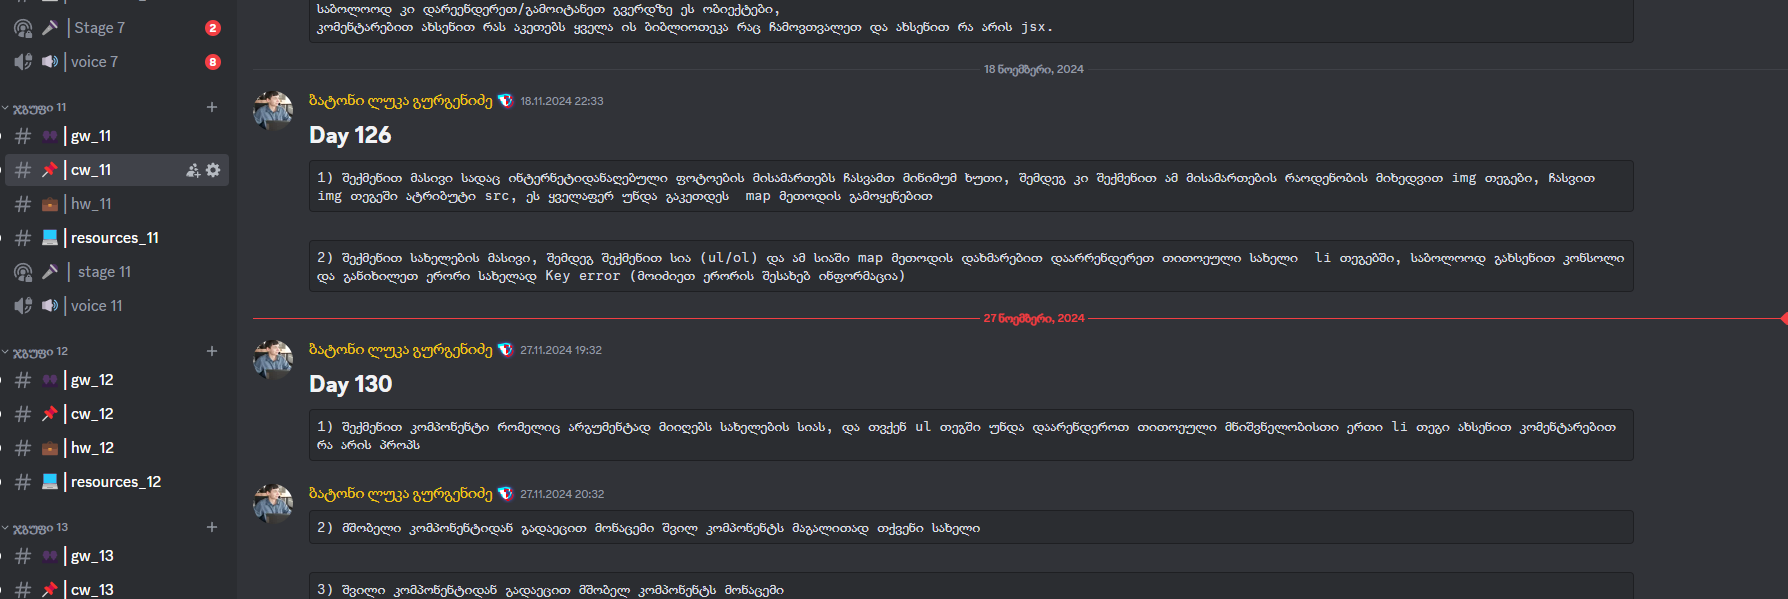 Stage 7
2
voice 7
8
ჯგუფი 11
gw_11
cw_11
hw_11
resources_11
stage 11
voice 11
ჯგუფი 12
gw_12
cw_12
hw_12
resources_12
ჯგუფი 13
gw_13
cw_13
საბოლოოდ კი დარეენდერეთ/გამოიტანეთ გვერდზე ეს ობიექტები,
კომენტარებით ახსენით რას აკეთებს ყველა ის ბიბლიოთეკა რაც ჩამოვთვალეთ და ახსენით რა არის jsx.
18 ნოემბერი, 2024
ბატონი ლუკა გურგენიძე 18.11.2024 22:33
Day 126
1) შექმენით მასივი სადაც ინტერნეტიდანაღებული ფოტოების მისამართებს ჩასვამთ მინიმუმ ხუთი, შემდეგ კი შექმენით ამ მისამართების რაოდენობის მიხედვით img თეგები, ჩასვით
img თეგებში ატრიბუტი src, ეს ყველაფერ უნდა გაკეთდეს  map მეთოდის გამოყენებით
2) შექმენით სახელების მასივი, შემდეგ შექმენით სია (ul/ol) და ამ სიაში map მეთოდის დახმარებით დაარრენდერეთ თითოეული სახელი  li თეგებში, საბოლოოდ გახსენით კონსოლი
და განიხილეთ ერორი სახელად Key error (მოიძიეთ ერორის შესახებ ინფორმაცია)
27 ნოემბერი, 2024
ბატონი ლუკა გურგენიძე 27.11.2024 19:32
Day 130
1) შექმენით კომპონენტი რომელიც არგუმენტად მიიღებს სახელების სიას, და თვქენ ul თეგში უნდა დაარენდეროთ თითოეული მნიშვნელობისთი ერთი li თეგი ახსენით კომენტარებით
რა არის პროპს
ბატონი ლუკა გურგენიძე 27.11.2024 20:32
2) მშობელი კომპონენტიდან გადაეცით მონაცემი შვილ კომპონენტს მაგალითად თქვენი სახელი
3) შვილი კომპონენტიდან გადაეცით მშობელ კომპონენტს მონაცემი